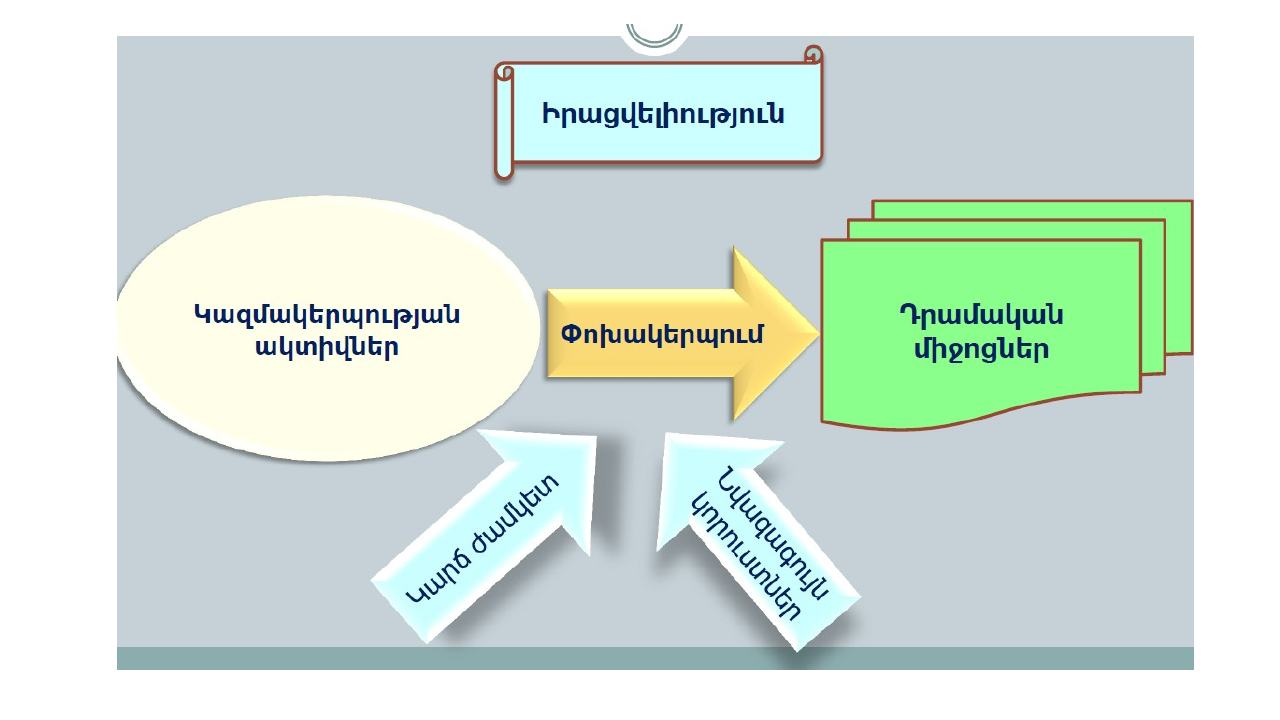 Իրացվելիություն
Կազմակերպության
ակտիվներ
Փոխակերպում
Դրամական
միջոցներ
Կարճ ժամկետ
Նվազագույն
կորուստներ